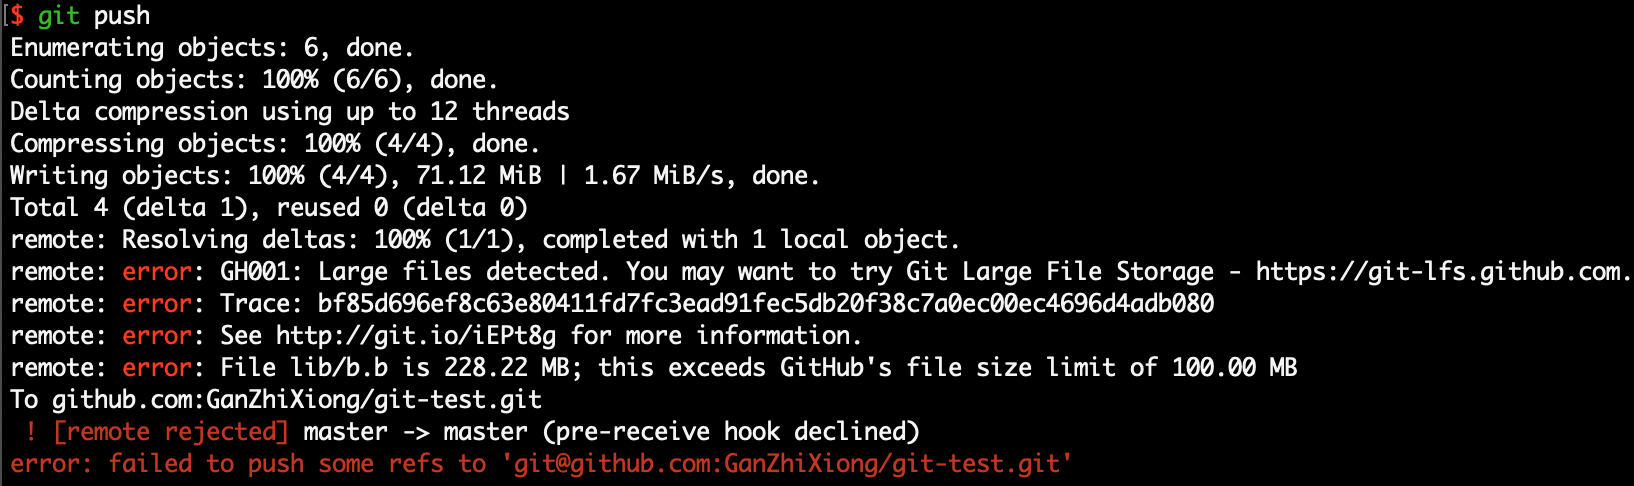 [$ git push
Enumerating objects: 6, done.
Counting objects: 100% (6/6), done.
Delta compression using up to 12 threads
Compressing objects: 100% (4/4), done.
Writing objects: 100% (4/4), 71.12 MiB | 1.67 MiB/s, done.
Total 4 (delta 1), reused 0 (delta 0)
remote: Resolving deltas: 100% (1/1), completed with 1 local object.
remote: error: GH001: Large files detected. You may want to try Git Large File Storage - https://git-lfs.github.com.
remote: error: Trace: bf85d696ef8c63e80411fd7fc3ead91fec5db20f38c7a0ec00ec4696d4adb080
remote: error: See http://git.io/iEPt8g for more information.
remote: error: File lib/b.b is 228.22 MB; this exceeds GitHub's file size limit of 100.00 MB
To github.com:GanZhiXiong/git-test.git
 ! [remote rejected] master -> master (pre-receive hook declined)
error: failed to push some refs to 'git@github.com:GanZhiXiong/git-test.git'